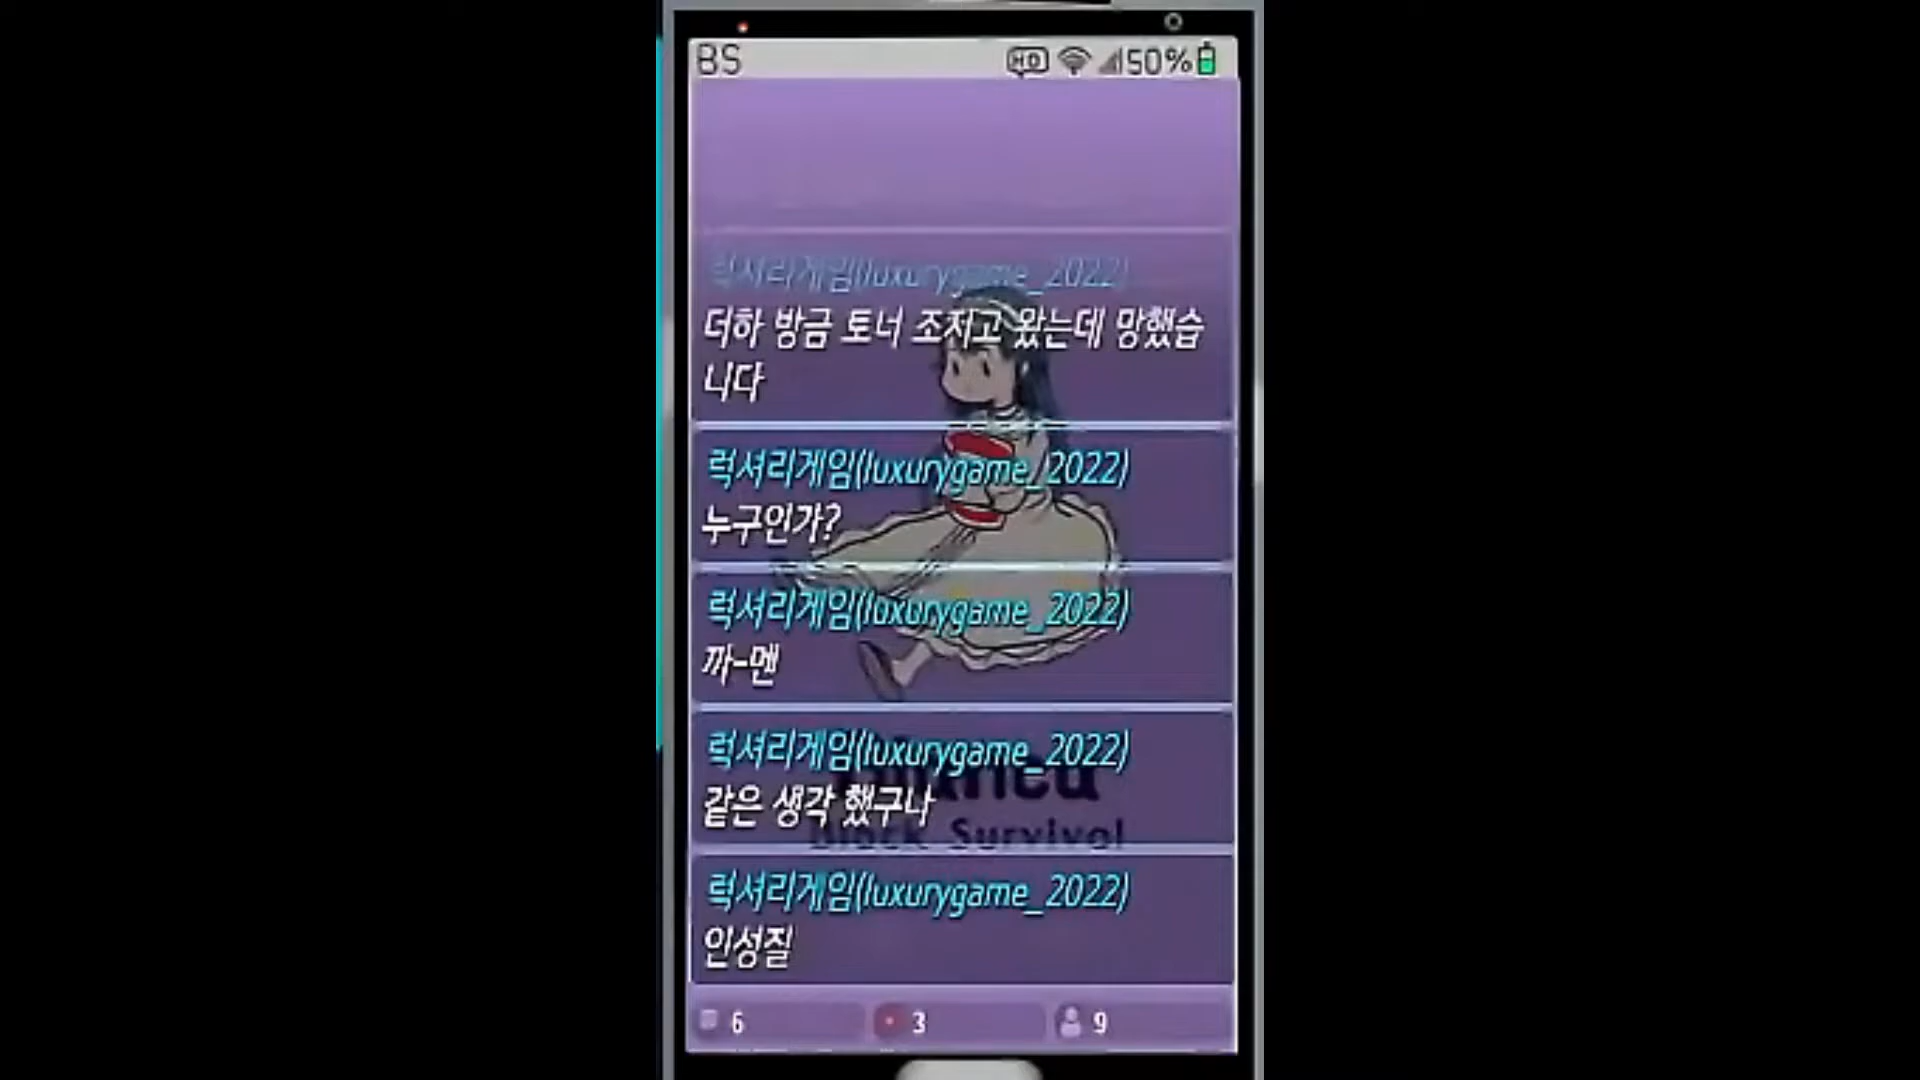 BS
HD 50%
럭셔리게임(luxurygame_2022)
더하 방금 토너 조지고 왔는데 망했습
니다
럭셔리게임(luxurygame_2022)
누구인가?
럭셔리게임(luxurygame_2022)
까-멘
럭셔리게임(luxurygame_2022)
같은 생각 했구나
Block Survival
럭셔리게임(luxurygame_2022)
인성질
6 3 9